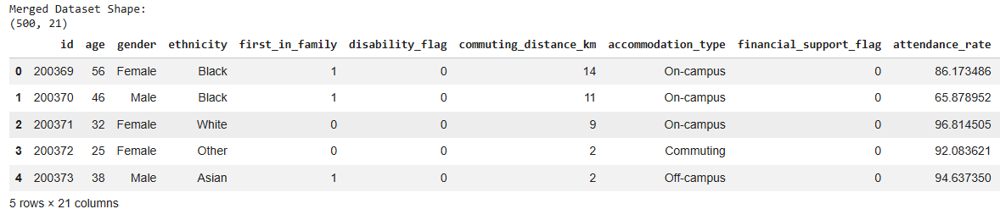 Merged Dataset Shape:
(500, 21)
id age gender ethnicity first_in_family disability_flag commuting_distance_km accommodation_type financial_support_flag attendance_rate
0 200369 56 Female Black 1 0 14 On-campus 0 86.173486
1 200370 46 Male Black 1 0 11 On-campus 0 65.878952
2 200371 32 Female White 0 0 9 On-campus 0 96.814505
3 200372 25 Female Other 0 0 2 Commuting 0 92.083621
4 200373 38 Male Asian 1 0 2 Off-campus 0 94.637350
5 rows × 21 columns